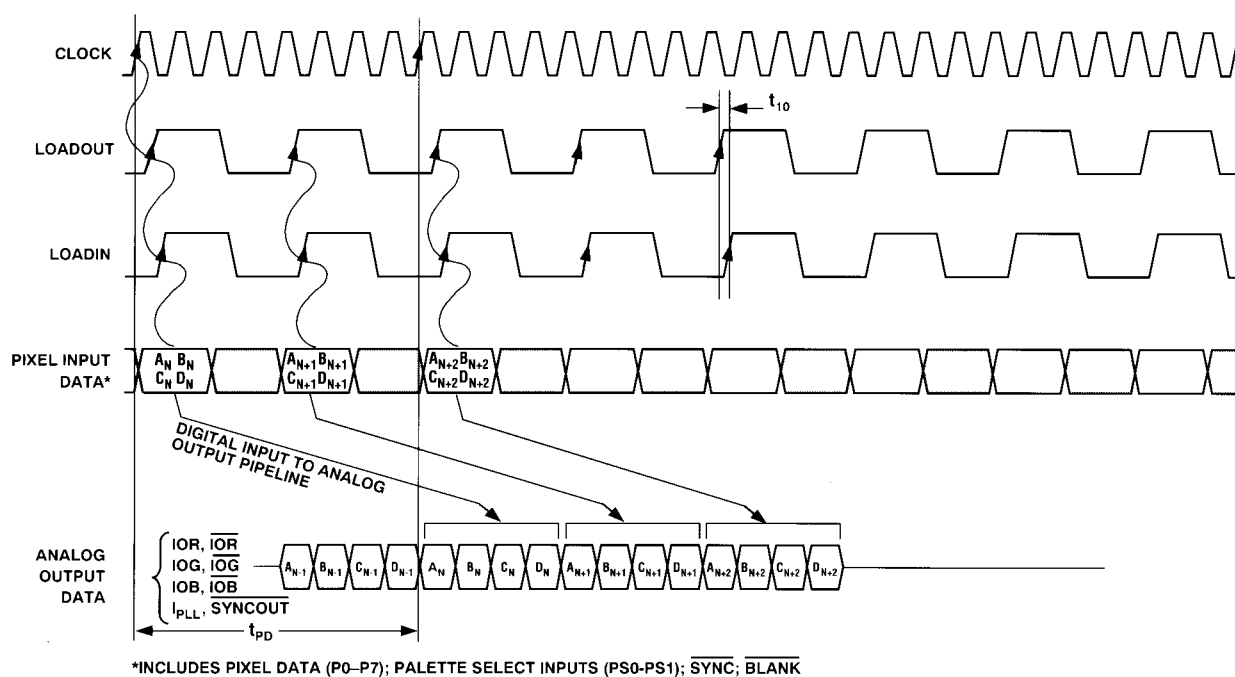 CLOCK
t10
LOADOUT
LOADIN
PIXEL INPUT
DATA*
AN BN
CN DN
AN+1 BN+1
CN+1 DN+1
AN+2 BN+2
CN+2 DN+2
DIGITAL INPUT TO ANALOG
OUTPUT PIPELINE
ANALOG
OUTPUT
DATA
IOR, IOR
IOG, IOG
IOB, IOB
IPLL, SYNCOUT
AN-1 BN-1 CN-1 DN-1 AN BN CN DN AN+1 BN+1 CN+1 DN+1 AN+2 BN+2 CN+2 DN+2
tPD
*INCLUDES PIXEL DATA (P0–P7); PALETTE SELECT INPUTS (PS0-PS1); SYNC; BLANK